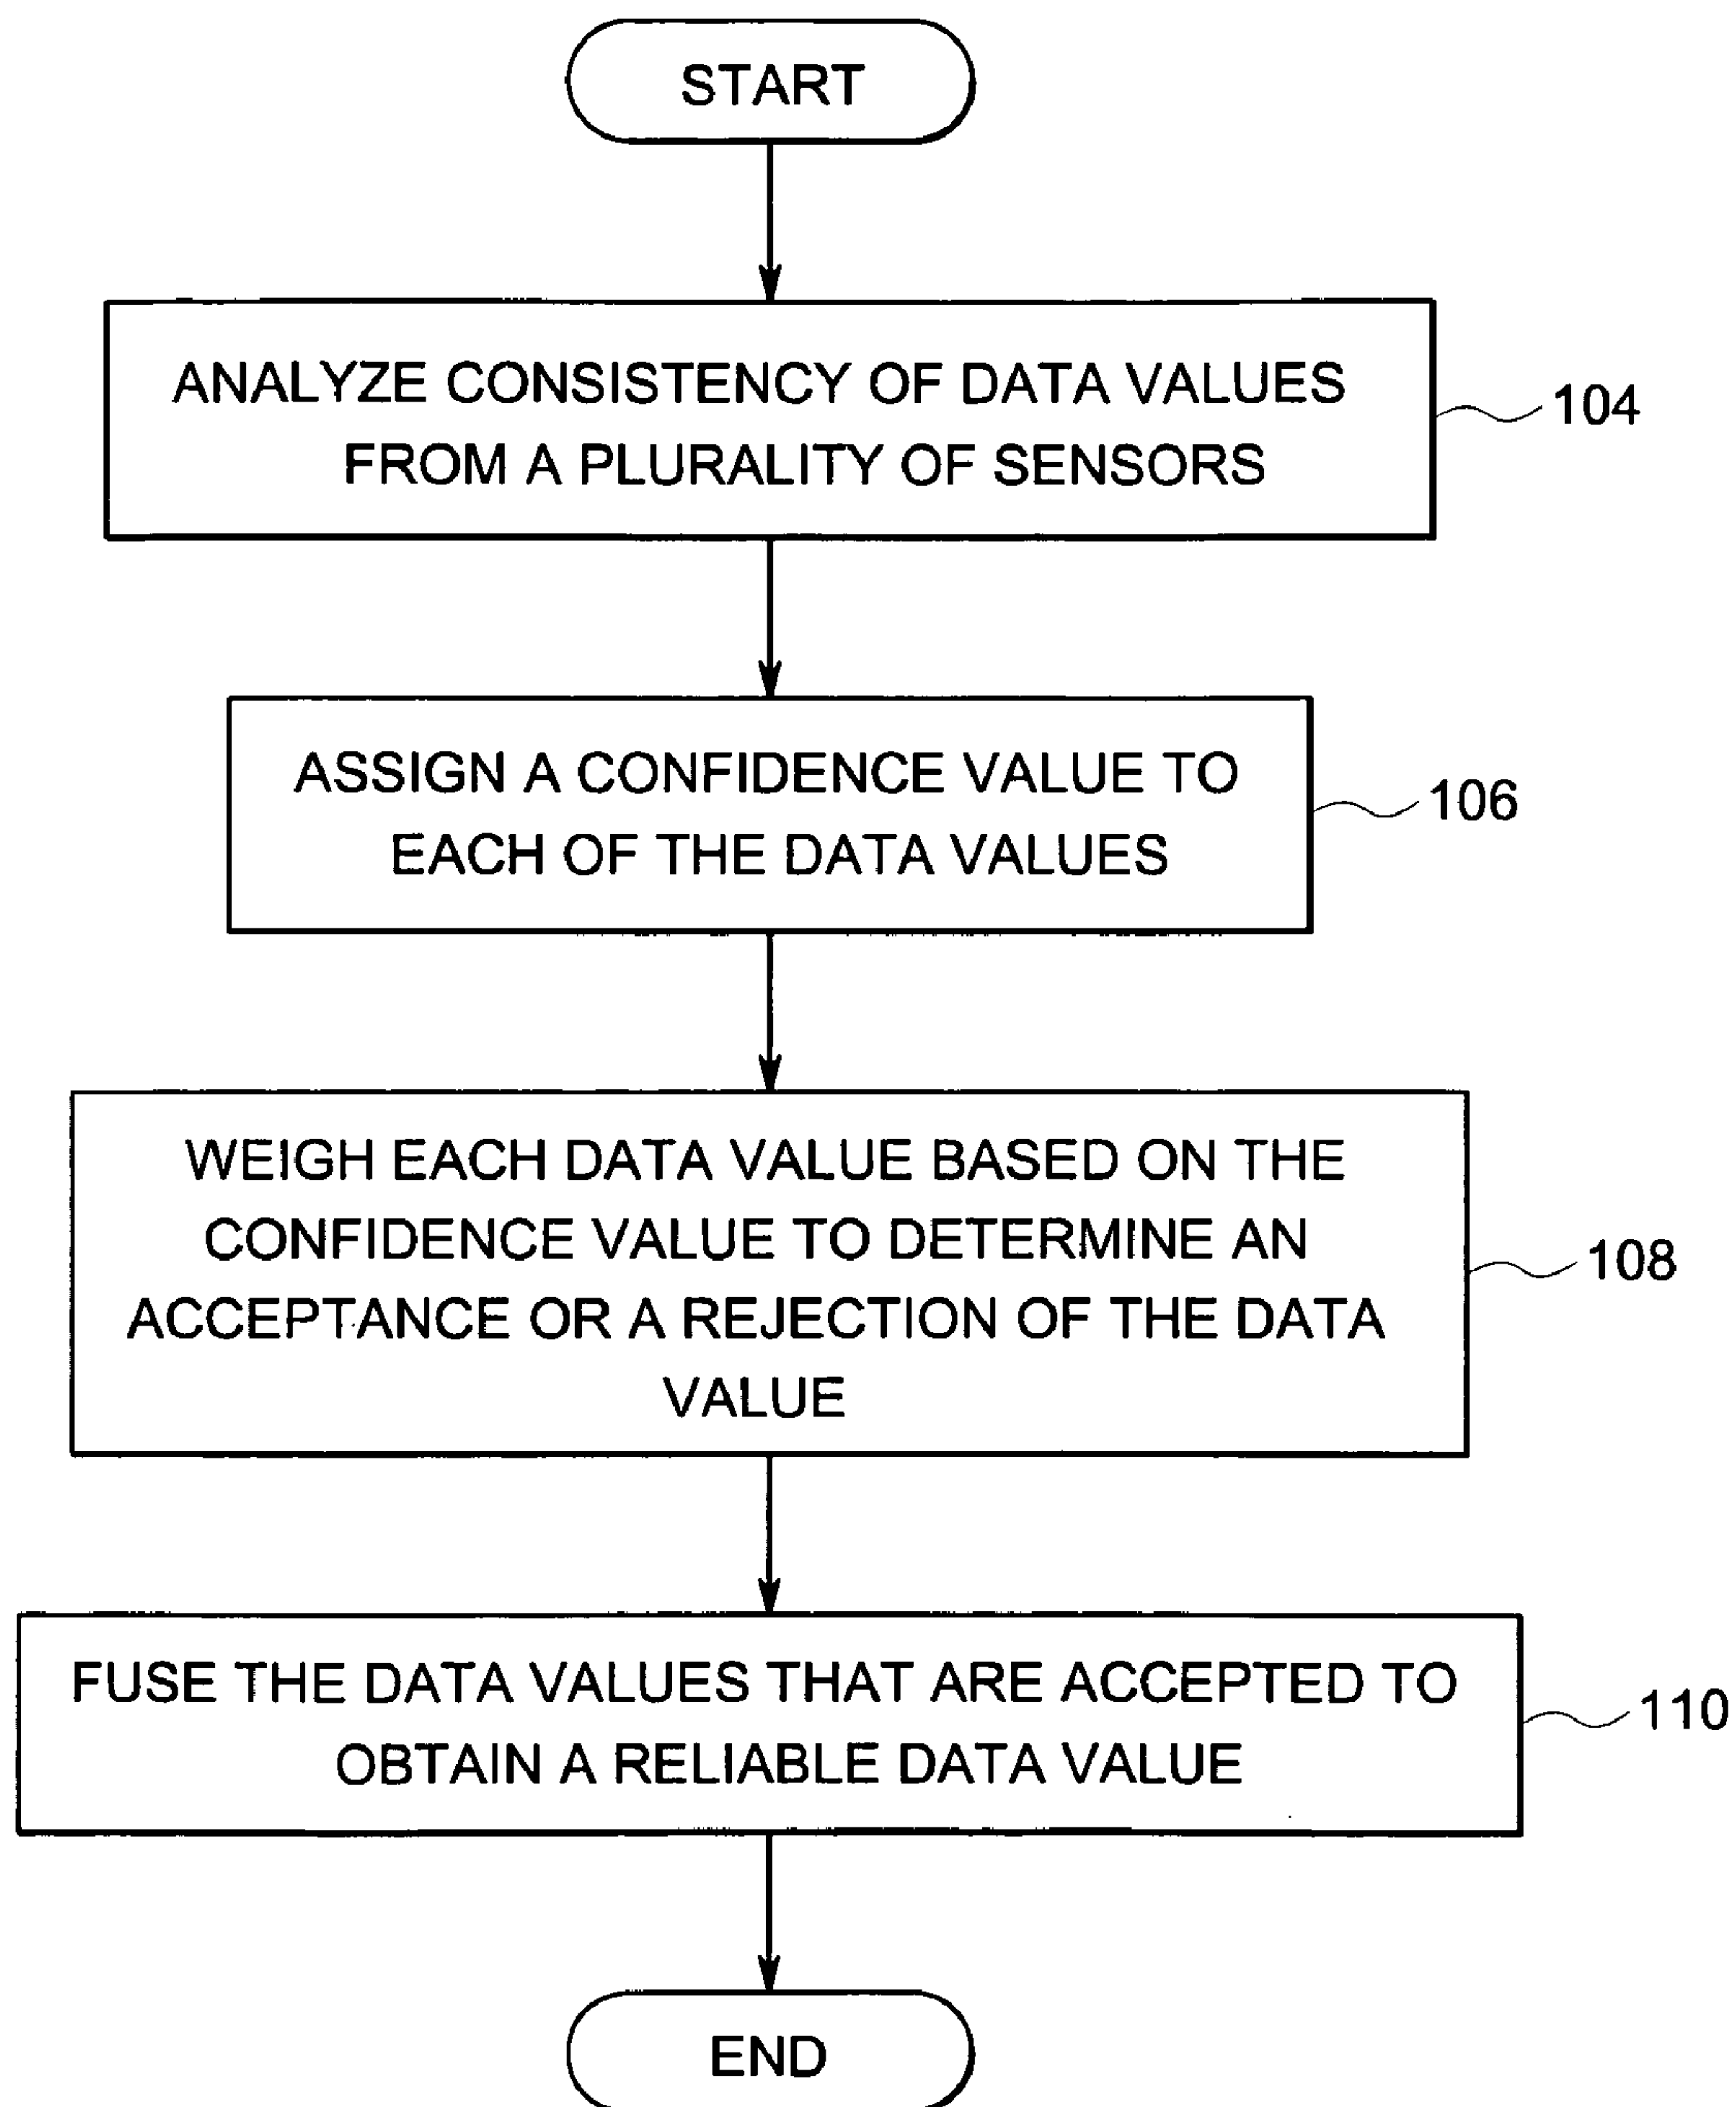 START
ANALYZE CONSISTENCY OF DATA VALUES
FROM A PLURALITY OF SENSORS
104
ASSIGN A CONFIDENCE VALUE TO
EACH OF THE DATA VALUES
106
WEIGH EACH DATA VALUE BASED ON THE
CONFIDENCE VALUE TO DETERMINE AN
ACCEPTANCE OR A REJECTION OF THE DATA
VALUE
108
FUSE THE DATA VALUES THAT ARE ACCEPTED TO
OBTAIN A RELIABLE DATA VALUE
110
END